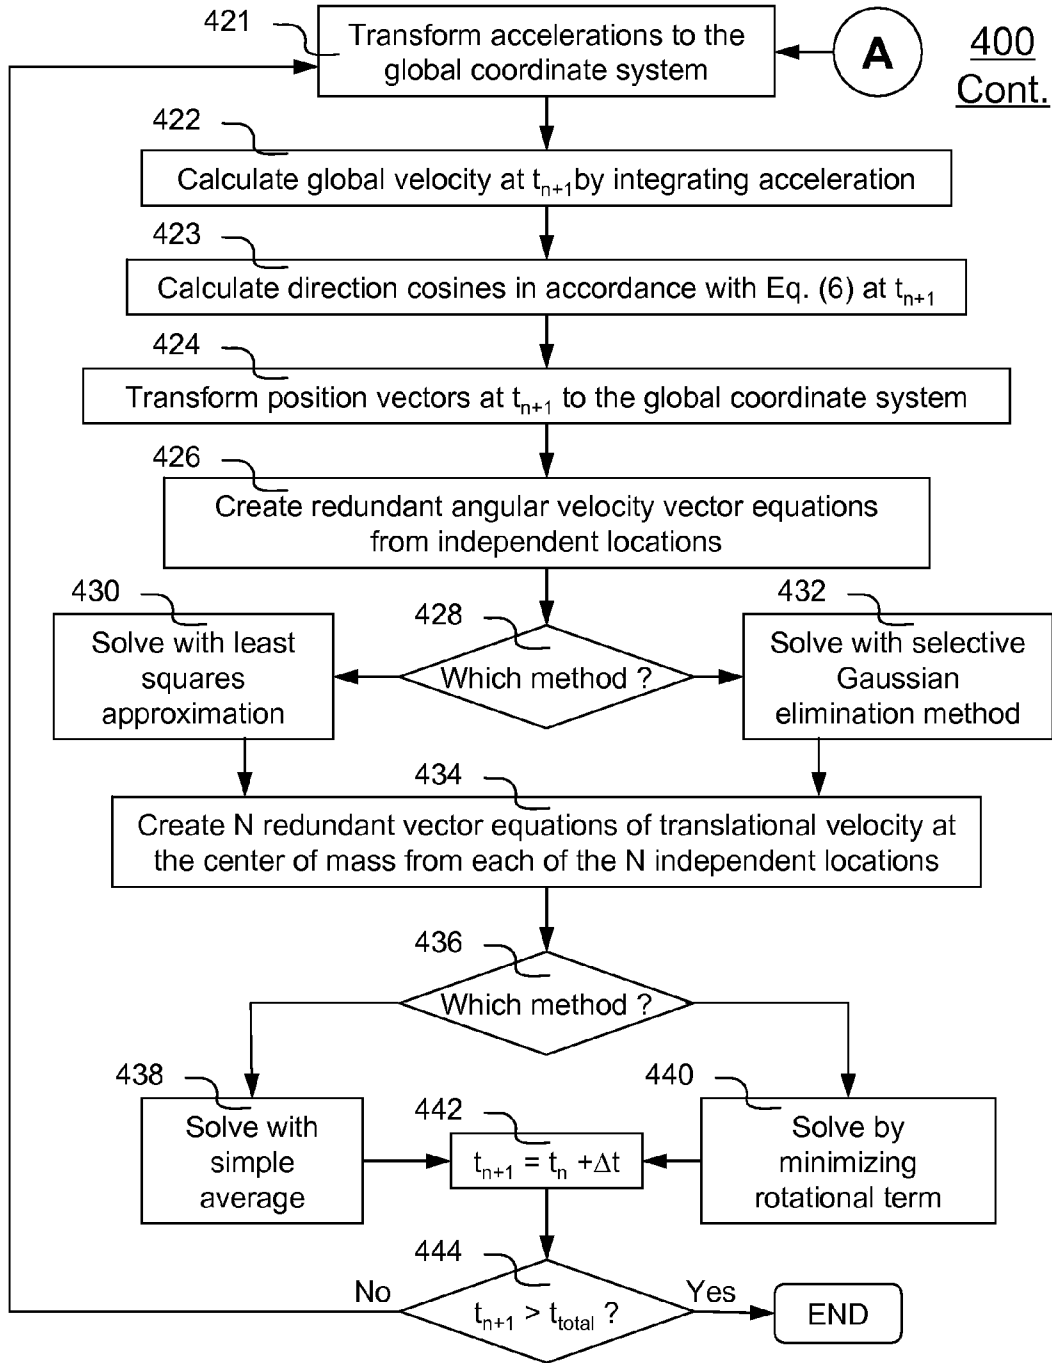 421
Transform accelerations to the
global coordinate system
A
400
Cont.
422
Calculate global velocity at tn+1by integrating acceleration
423
Calculate direction cosines in accordance with Eq. (6) at tn+1
424
Transform position vectors at tn+1 to the global coordinate system
426
Create redundant angular velocity vector equations
from independent locations
430
Solve with least
squares
approximation
428
Which method ?
432
Solve with selective
Gaussian
elimination method
434
Create N redundant vector equations of translational velocity at
the center of mass from each of the N independent locations
436
Which method ?
438
Solve with
simple
average
442
tn+1 = tn +Δt
440
Solve by
minimizing
rotational term
444
No
tn+1 > ttotal ?
Yes
END